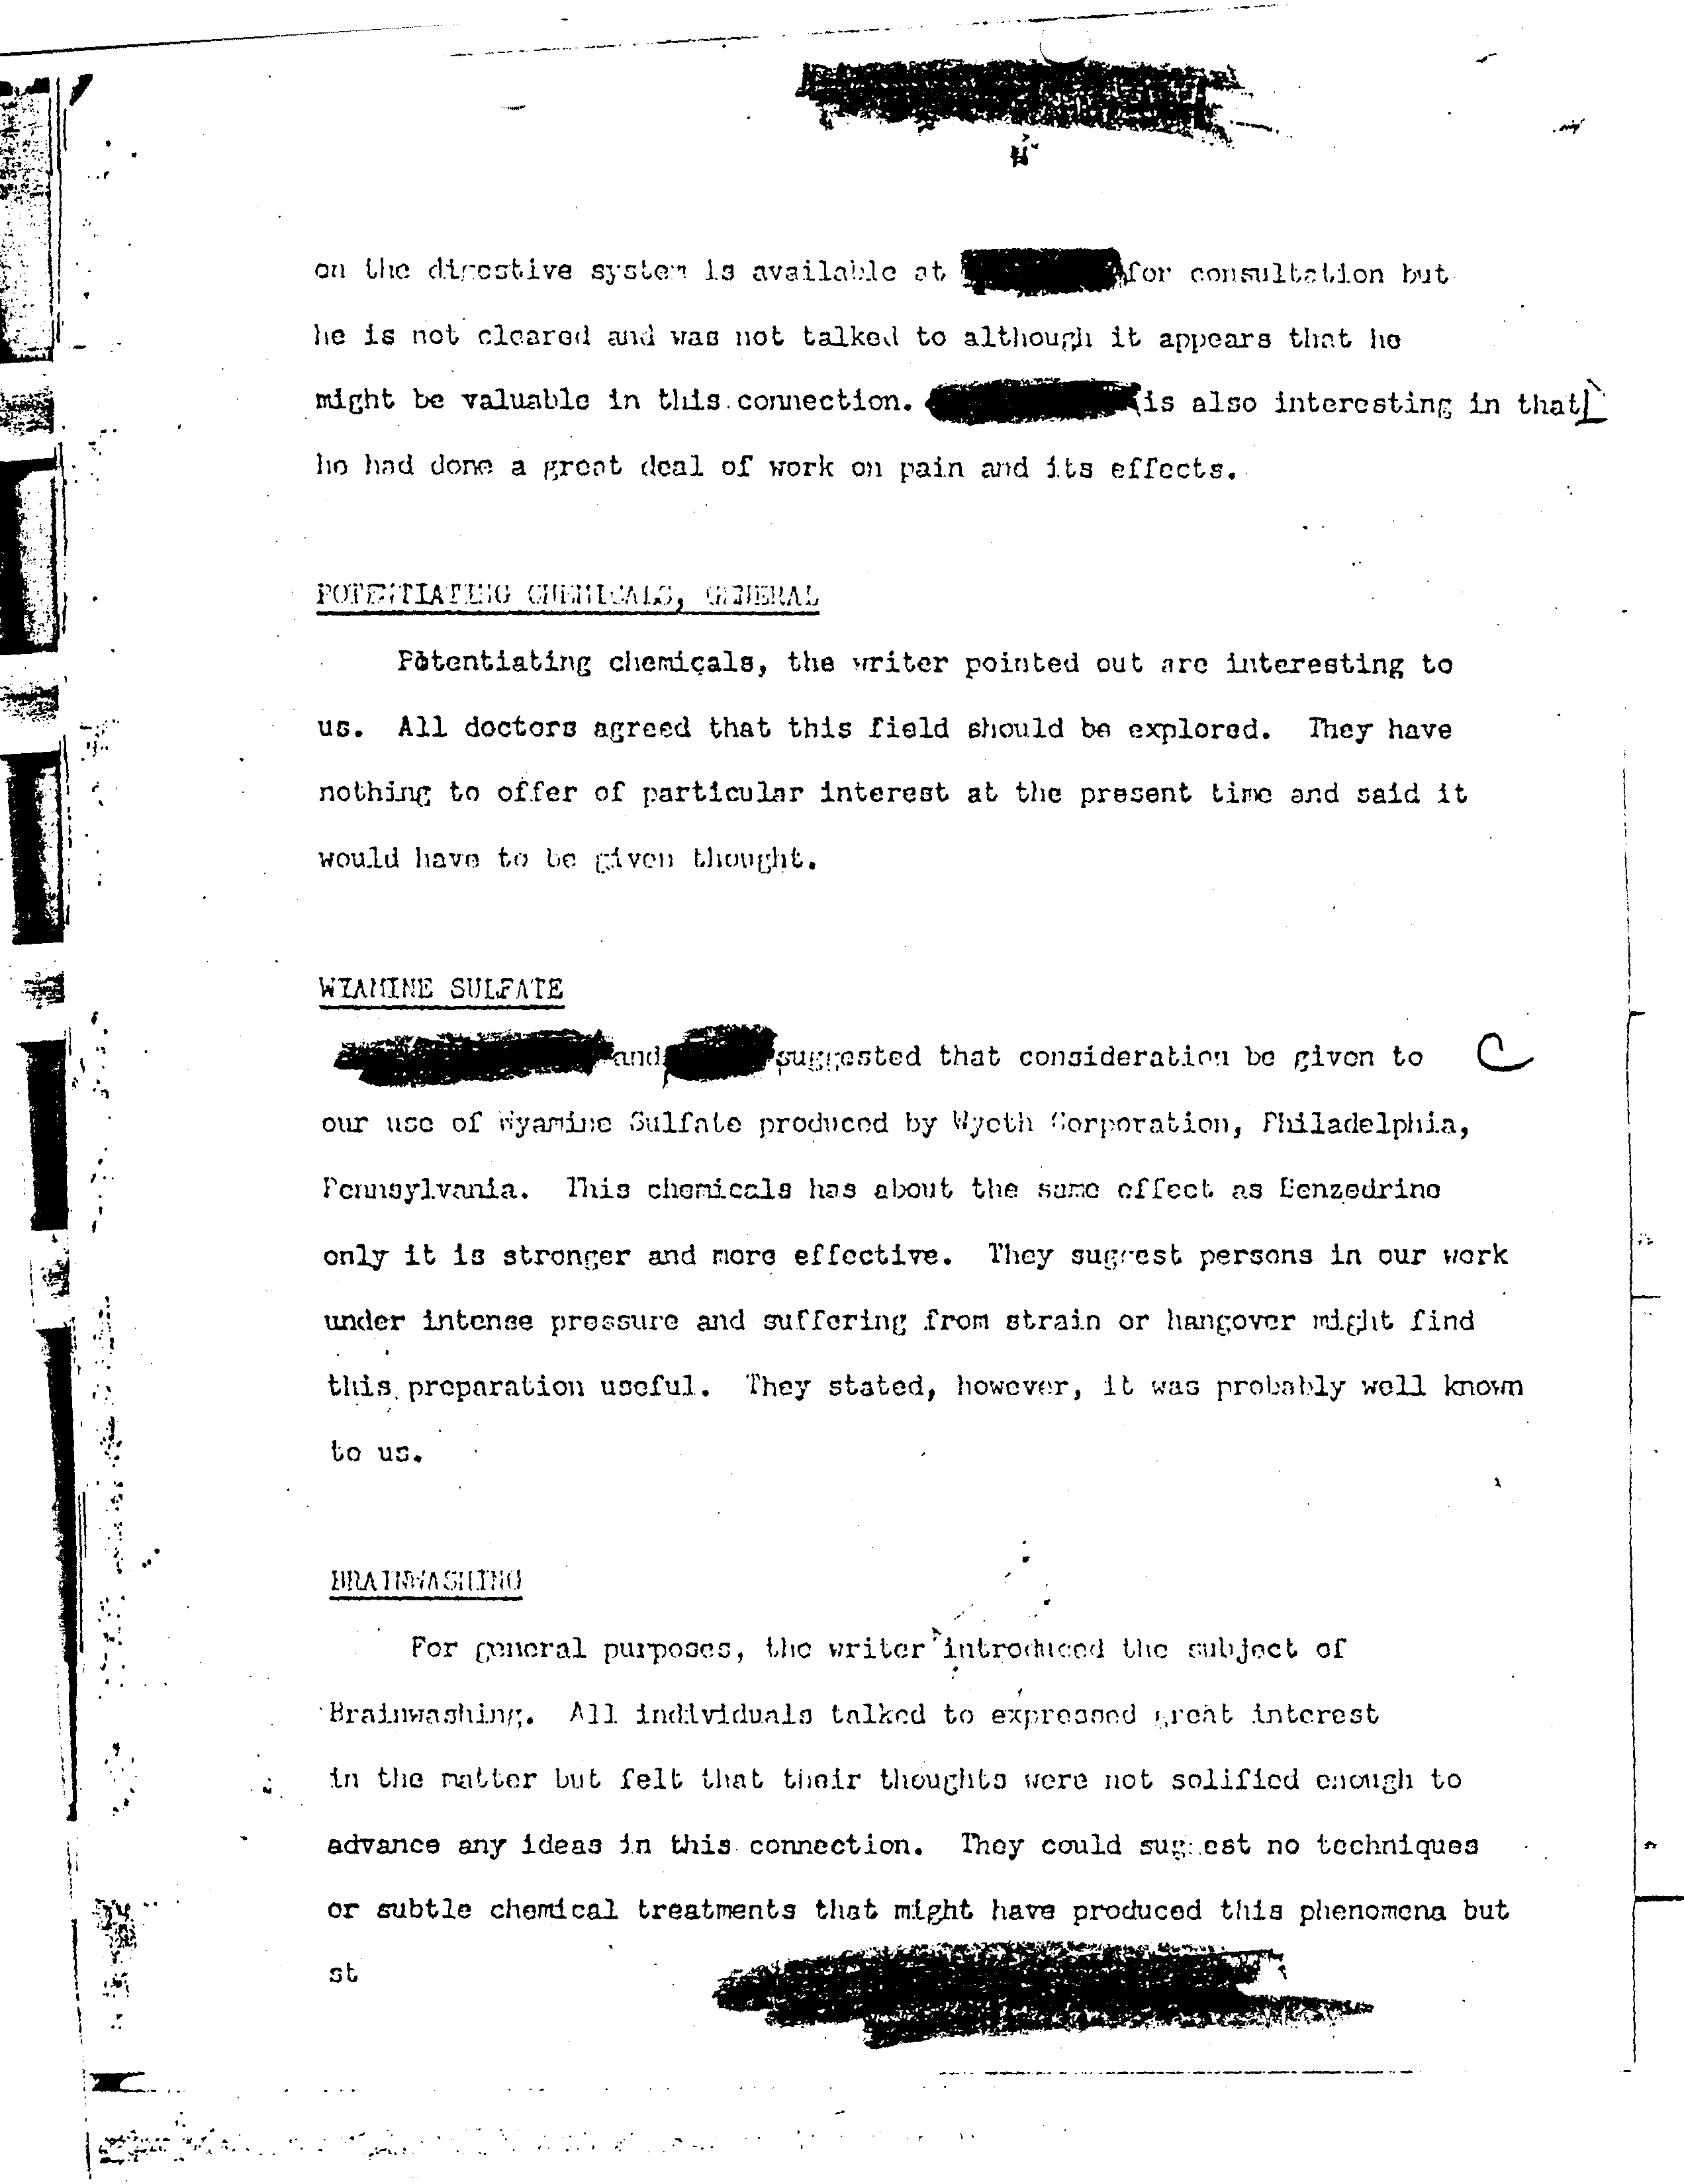 on the digestive system is available at for consultation but
he is not cleared and was not talked to although it appears that he
might be valuable in this connection. is also interesting in that
he had done a great deal of work on pain and its effects.
POTENTIATING CHEMICALS, GENERAL
Potentiating chemicals, the writer pointed out are interesting to
us. All doctors agreed that this field should be explored. They have
nothing to offer of particular interest at the present time and said it
would have to be given thought.
WIAMINE SULFATE
and suggested that consideration be given to C
our use of Wyamine Sulfate produced by Wyeth Corporation, Philadelphia,
Pennsylvania. This chemicals has about the same effect as Benzedrine
only it is stronger and more effective. They suggest persons in our work
under intense pressure and suffering from strain or hangover might find
this preparation useful. They stated, however, it was probably well known
to us.
BRAINWASHING
For general purposes, the writer introduced the subject of
Brainwashing. All individuals talked to expressed great interest
in the matter but felt that their thoughts were not solified enough to
advance any ideas in this connection. They could suggest no techniques
or subtle chemical treatments that might have produced this phenomena but
st